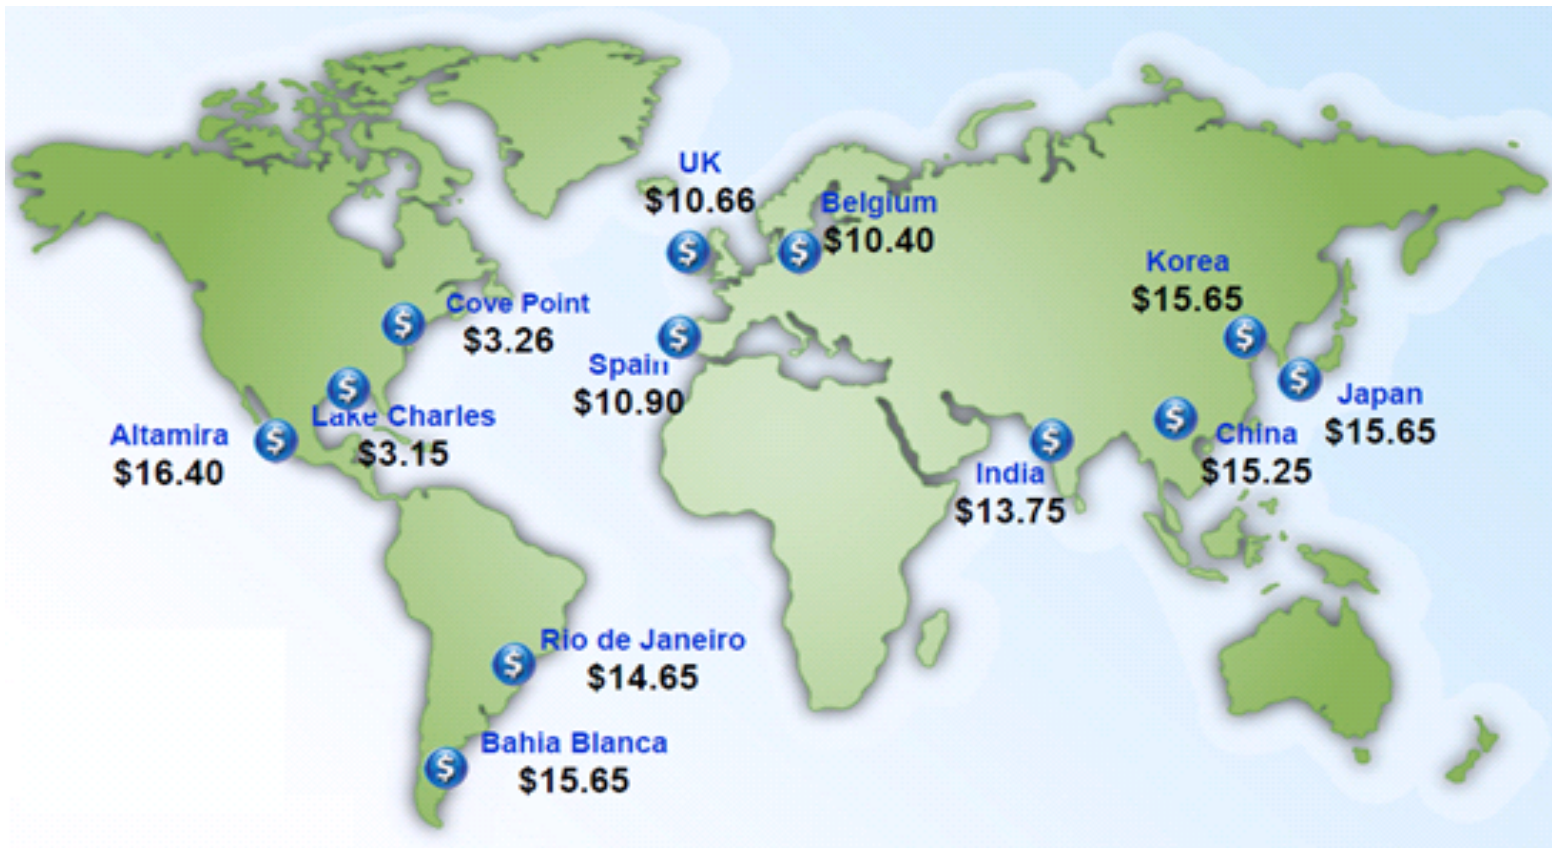 UK
$10.66
Belgium
$10.40
Korea
$15.65
Cove Point
$3.26
Spain
$10.90
Japan
$15.65
Lake Charles
$3.15
Altamira
$16.40
China
$15.25
India
$13.75
Rio de Janeiro
$14.65
Bahia Blanca
$15.65